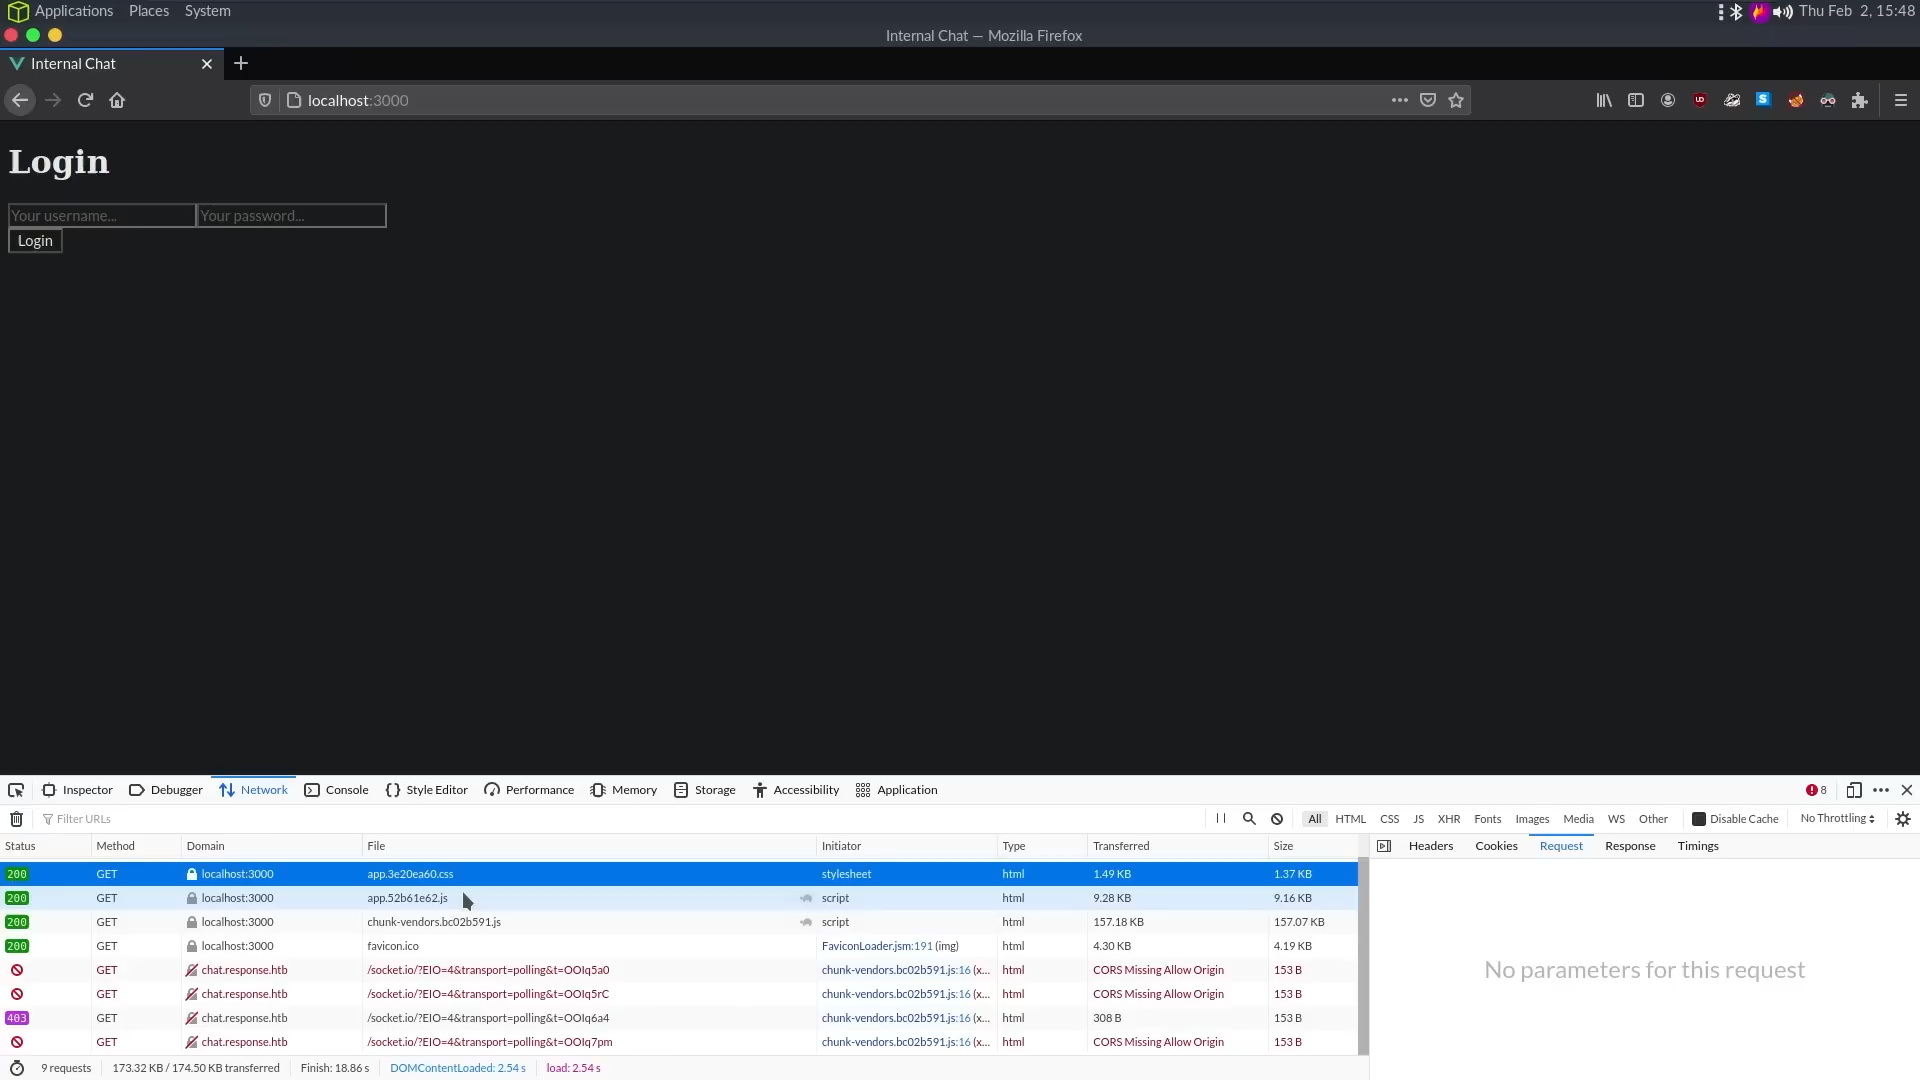 Applications Places System Thu Feb 2, 15:48
Internal Chat — Mozilla Firefox
Internal Chat
localhost:3000
Login
Your username... Your password...
Login
Inspector Debugger Network Console Style Editor Performance Memory Storage Accessibility Application 8
Filter URLs All HTML CSS JS XHR Fonts Images Media WS Other Disable Cache No Throttling
Status Method Domain File Initiator Type Transferred Size Headers Cookies Request Response Timings
200 GET localhost:3000 app.3e20ea60.css stylesheet html 1.49 KB 1.37 KB
200 GET localhost:3000 app.52b61e62.js script html 9.28 KB 9.16 KB
200 GET localhost:3000 chunk-vendors.bc02b591.js script html 157.18 KB 157.07 KB
200 GET localhost:3000 favicon.ico FaviconLoader.jsm:191 (img) html 4.30 KB 4.19 KB
GET chat.response.htb /socket.io/?EIO=4&transport=polling&t=OOIq5a0 chunk-vendors.bc02b591.js:16 (x... html CORS Missing Allow Origin 153 B
No parameters for this request
GET chat.response.htb /socket.io/?EIO=4&transport=polling&t=OOIq5rC chunk-vendors.bc02b591.js:16 (x... html CORS Missing Allow Origin 153 B
403 GET chat.response.htb /socket.io/?EIO=4&transport=polling&t=OOIq6a4 chunk-vendors.bc02b591.js:16 (x... html 308 B 153 B
GET chat.response.htb /socket.io/?EIO=4&transport=polling&t=OOIq7pm chunk-vendors.bc02b591.js:16 (x... html CORS Missing Allow Origin 153 B
9 requests 173.32 KB / 174.50 KB transferred Finish: 18.86 s DOMContentLoaded: 2.54 s load: 2.54 s